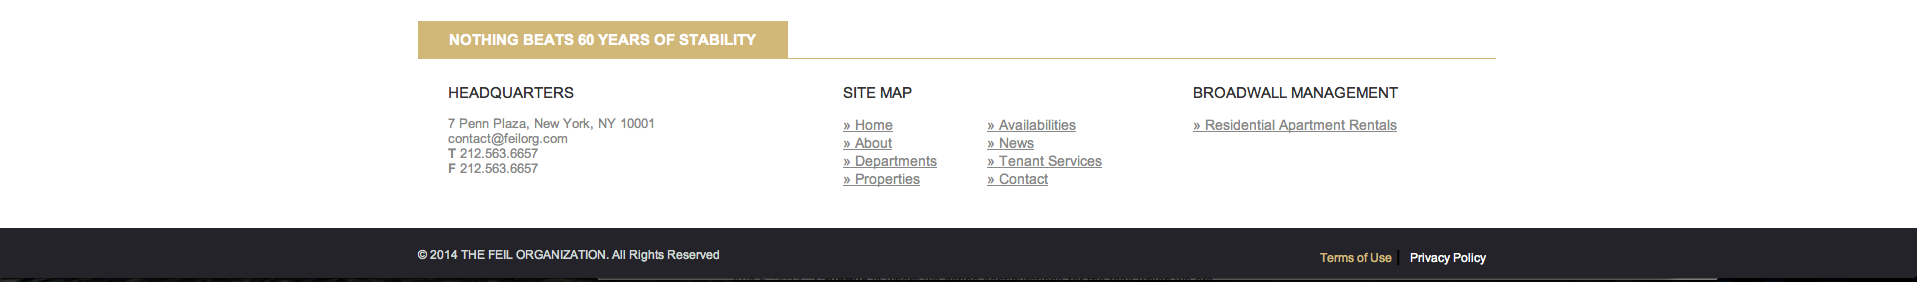 NOTHING BEATS 60 YEARS OF STABILITY
HEADQUARTERS
7 Penn Plaza, New York, NY 10001
contact@feilorg.com
T 212.563.6657
F 212.563.6657
SITE MAP
» Home
» About
» Departments
» Properties
» Availabilities
» News
» Tenant Services
» Contact
BROADWALL MANAGEMENT
» Residential Apartment Rentals
© 2014 THE FEIL ORGANIZATION. All Rights Reserved
Terms of Use | Privacy Policy